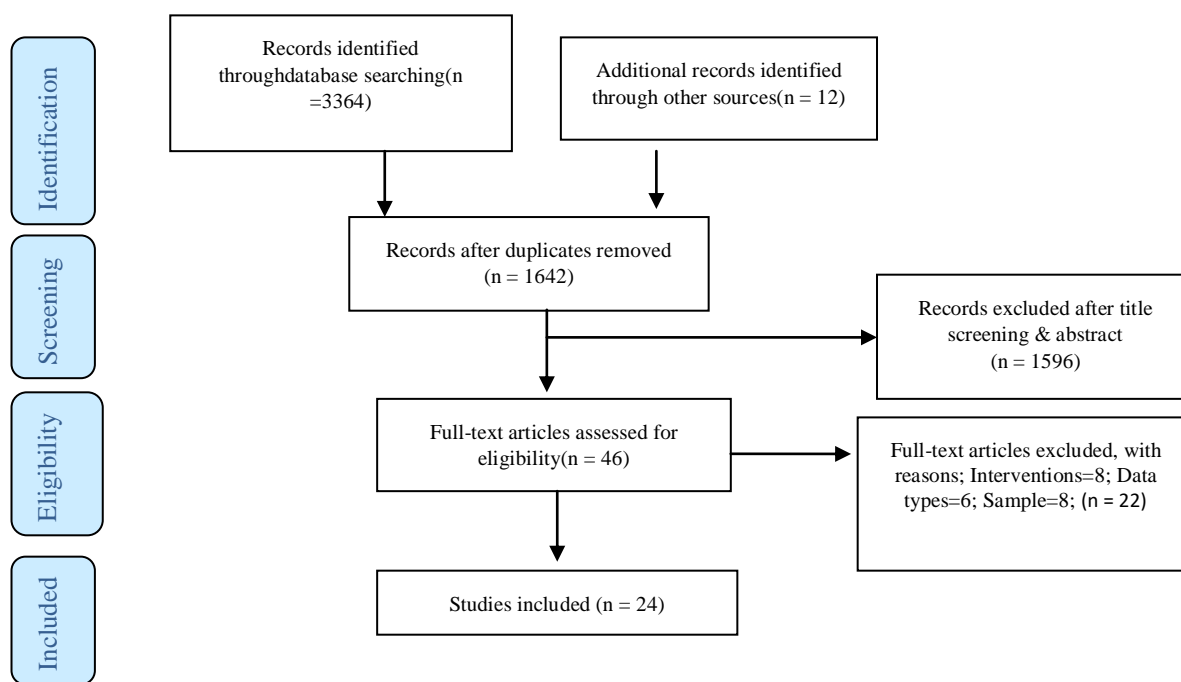 Identification
Records identified
throughdatabase searching(n
=3364)
Additional records identified
through other sources(n = 12)
Screening
Records after duplicates removed
(n = 1642)
Records excluded after title
screening & abstract
(n = 1596)
Eligibility
Full-text articles assessed for
eligibility(n = 46)
Full-text articles excluded, with
reasons; Interventions=8; Data
types=6; Sample=8; (n = 22)
Included
Studies included (n = 24)